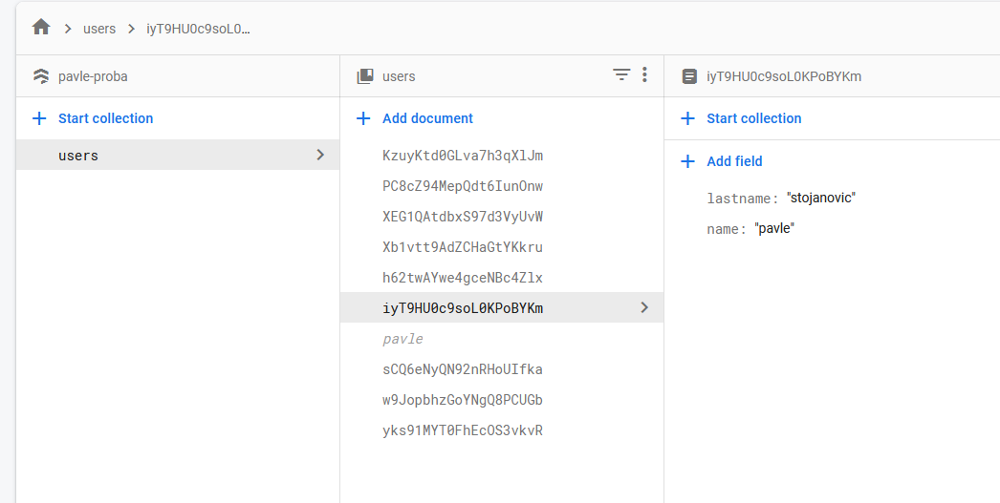 users iyT9HU0c9soL0…
pavle-proba
Start collection
users
users
Add document
KzuyKtd0GLva7h3qXlJm
PC8cZ94MepQdt6IunOnw
XEG1QAtdbxS97d3VyUvW
Xb1vtt9AdZCHaGtYKkru
h62twAYwe4gceNBc4Zlx
iyT9HU0c9soL0KPoBYKm
pavle
sCQ6eNyQN92nRHoUIfka
w9JopbhzGoYNgQ8PCUGb
yks91MYT0FhEcOS3vkvR
iyT9HU0c9soL0KPoBYKm
Start collection
Add field
lastname: "stojanovic"
name: "pavle"